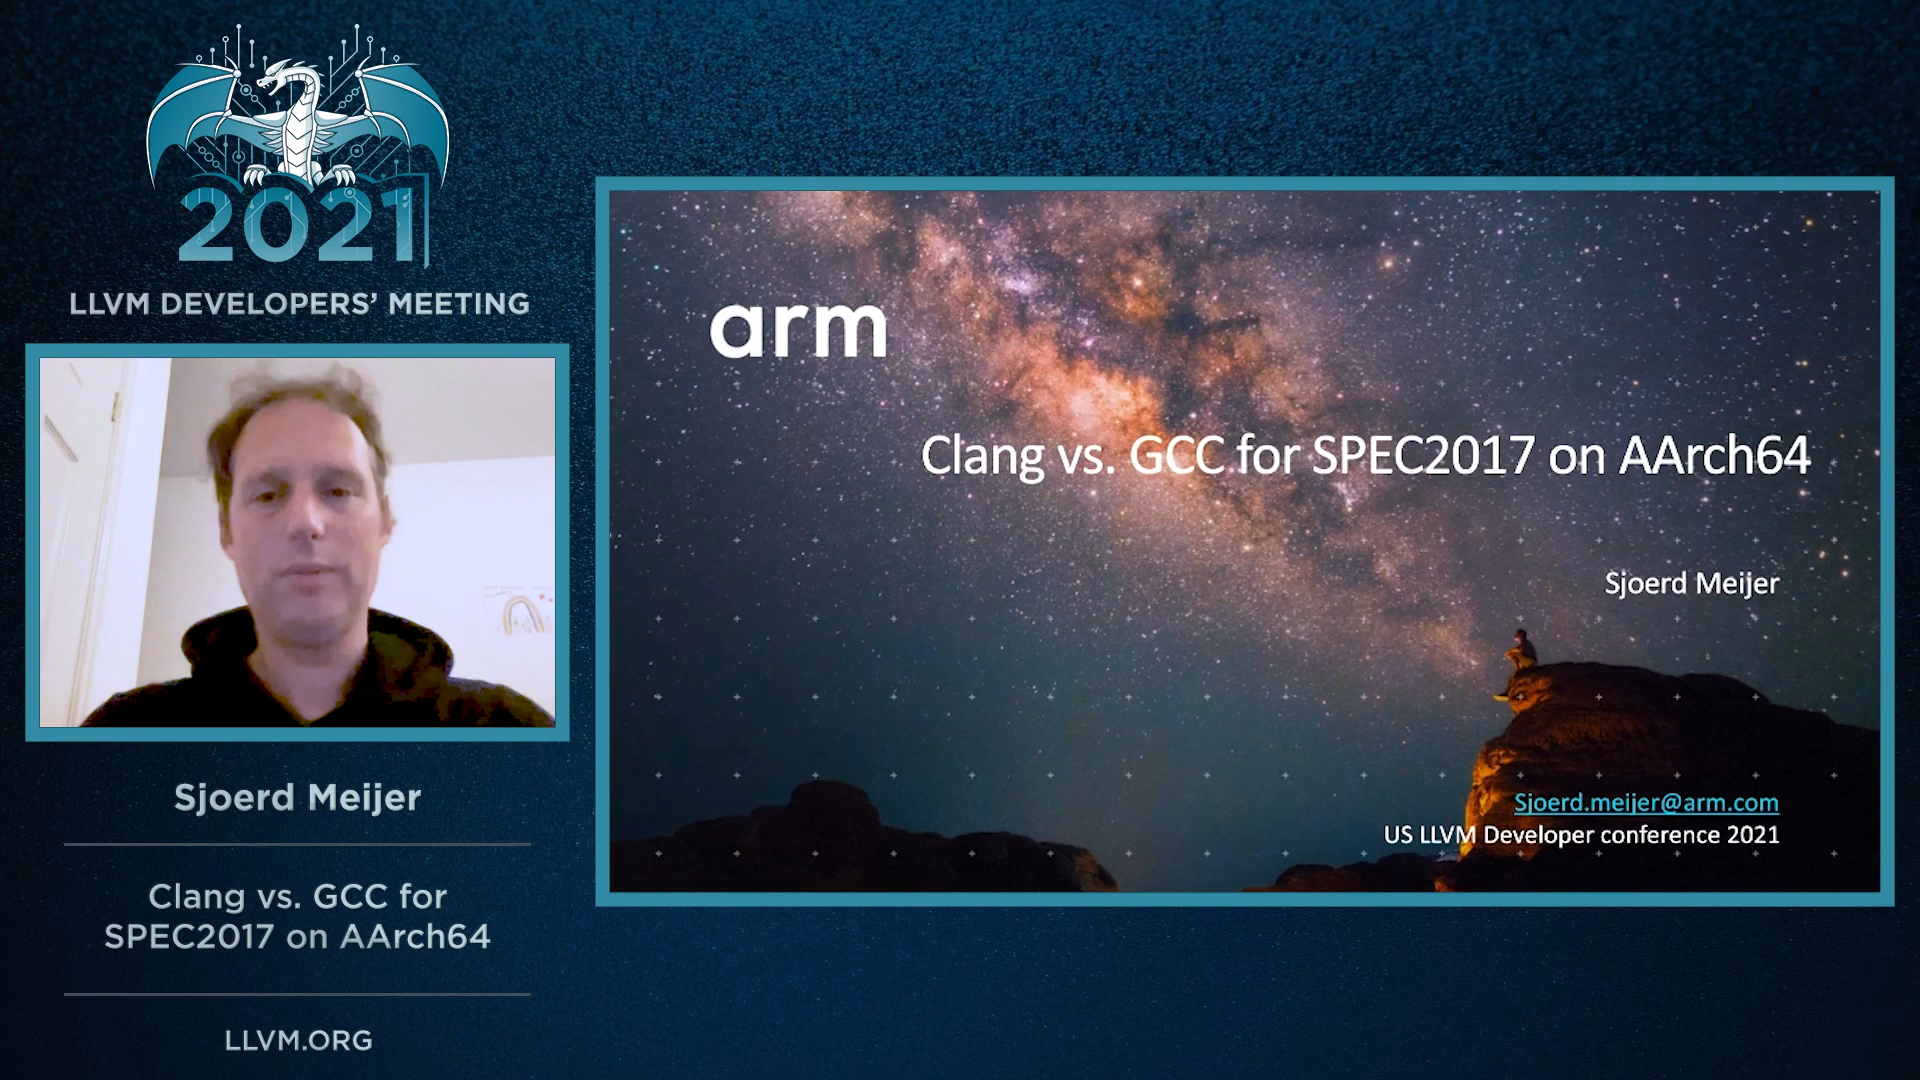 2021
LLVM DEVELOPERS’ MEETING
Sjoerd Meijer
Clang vs. GCC for
SPEC2017 on AArch64
LLVM.ORG
arm
Clang vs. GCC for SPEC2017 on AArch64
Sjoerd Meijer
Sjoerd.meijer@arm.com
US LLVM Developer conference 2021